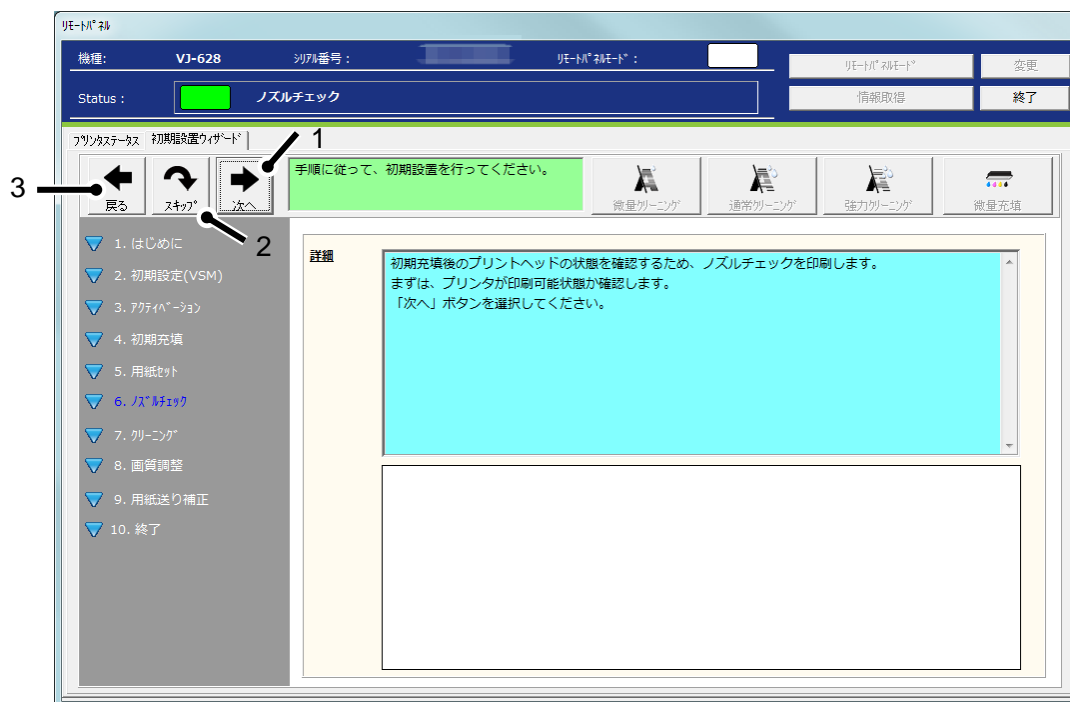 ﾘﾓｰﾄﾊﾟﾈﾙ
機種: VJ-628 ｼﾘｱﾙ番号： ﾘﾓｰﾄﾊﾟﾈﾙﾓｰﾄﾞ：
ﾘﾓｰﾄﾊﾟﾈﾙﾓｰﾄﾞ 変更
Status： ノズルチェック 情報取得 終了
ﾌﾟﾘﾝﾀｽﾃｰﾀｽ 初期設置ｳｨｻﾞｰﾄﾞ
1
3
2
戻る ｽｷｯﾌﾟ 次へ
手順に従って、初期設置を行ってください。
微量ｸﾘｰﾆﾝｸﾞ 通常ｸﾘｰﾆﾝｸﾞ 強力ｸﾘｰﾆﾝｸﾞ 微量充填
1. はじめに
2. 初期設定(VSM)
3. ｱｸﾃｨﾍﾞｰｼｮﾝ
4. 初期充填
5. 用紙ｾｯﾄ
6. ﾉｽﾞﾙﾁｪｯｸ
7. ｸﾘｰﾆﾝｸﾞ
8. 画質調整
9. 用紙送り補正
10. 終了
詳細
初期充填後のプリントヘッドの状態を確認するため、ノズルチェックを印刷します。
まずは、プリンタが印刷可能状態か確認します。
「次へ」ボタンを選択してください。